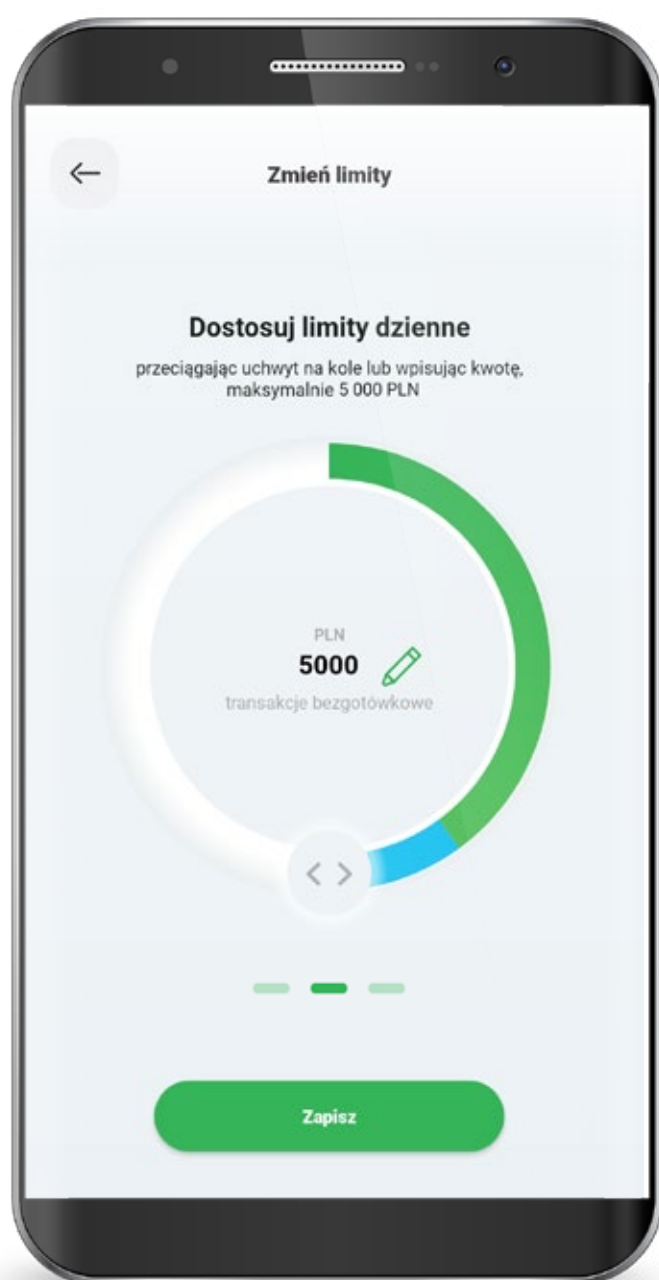 Zmień limity
Dostosuj limity dzienne
przeciągając uchwyt na kole lub wpisując kwotę,
maksymalnie 5 000 PLN
PLN
5000
transakcje bezgotówkowe
Zapisz